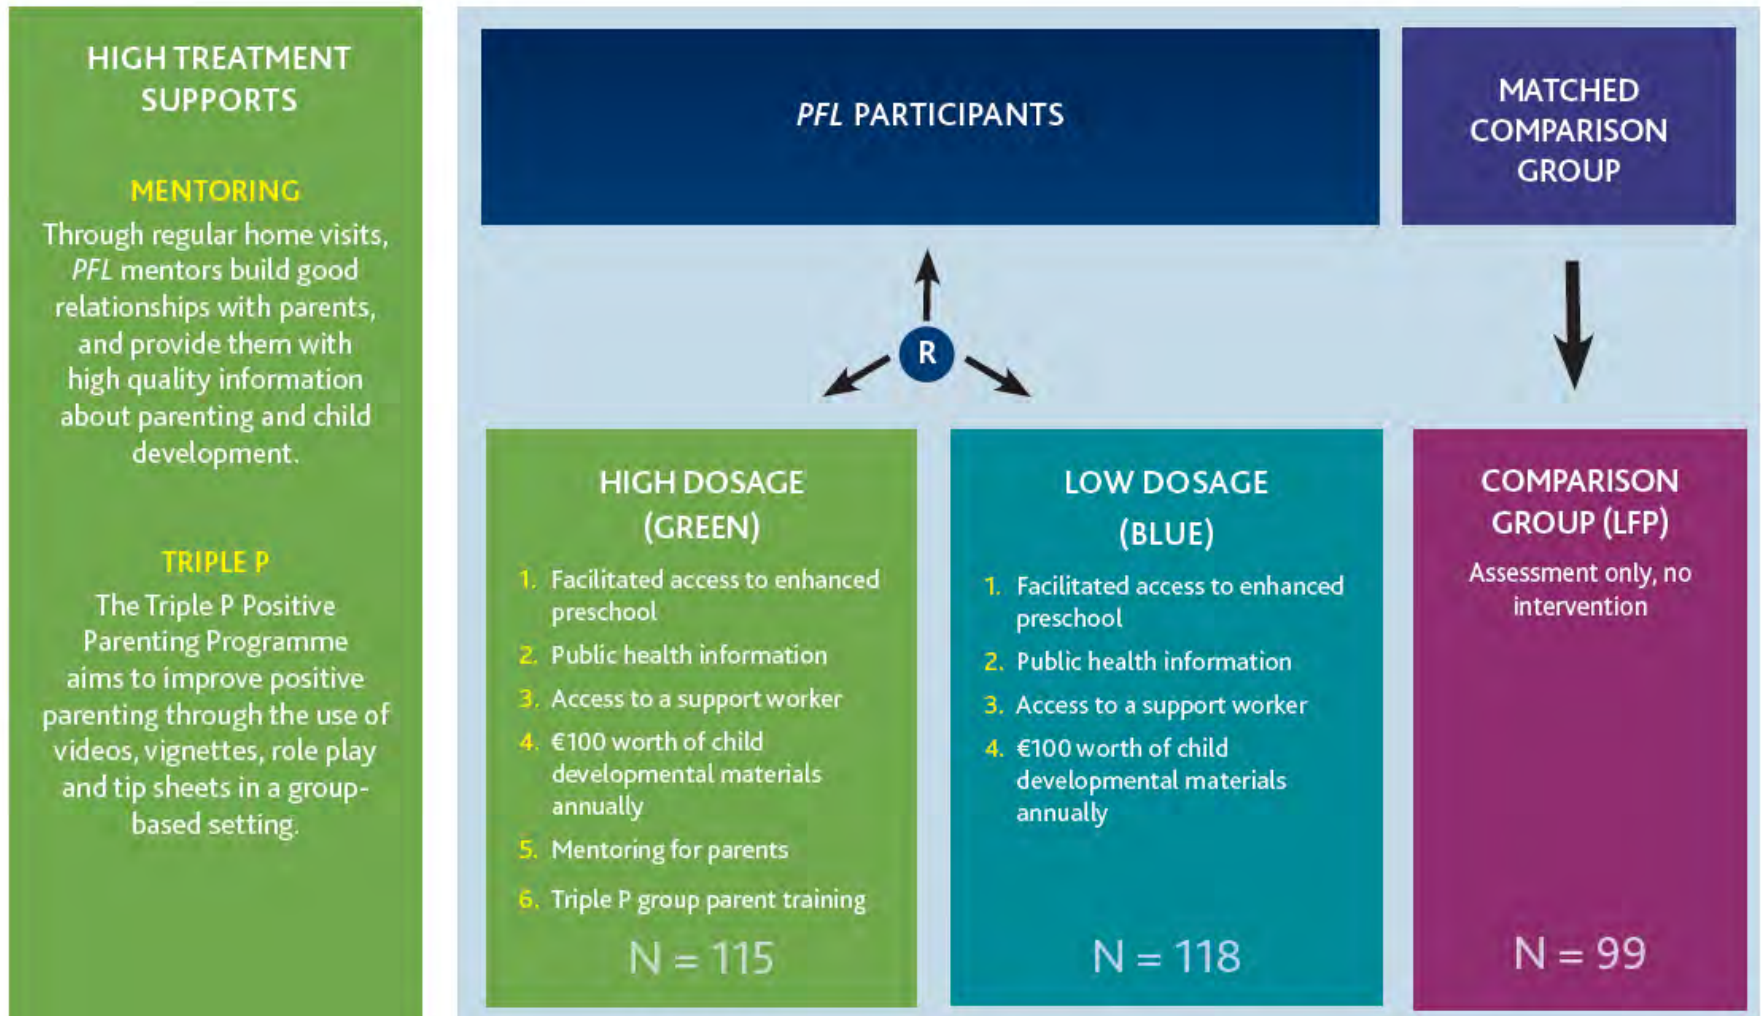 HIGH TREATMENT
SUPPORTS
MENTORING
Through regular home visits,
PFL mentors build good
relationships with parents,
and provide them with
high quality information
about parenting and child
development.
TRIPLE P
The Triple P Positive
Parenting Programme
aims to improve positive
parenting through the use of
videos, vignettes, role play
and tip sheets in a group-
based setting.
PFL PARTICIPANTS
MATCHED
COMPARISON
GROUP
R
HIGH DOSAGE
(GREEN)
1. Facilitated access to enhanced
preschool
2. Public health information
3. Access to a support worker
4. €100 worth of child
developmental materials
annually
5. Mentoring for parents
6. Triple P group parent training
N = 115
LOW DOSAGE
(BLUE)
1. Facilitated access to enhanced
preschool
2. Public health information
3. Access to a support worker
4. €100 worth of child
developmental materials
annually
N = 118
COMPARISON
GROUP (LFP)
Assessment only, no
intervention
N = 99